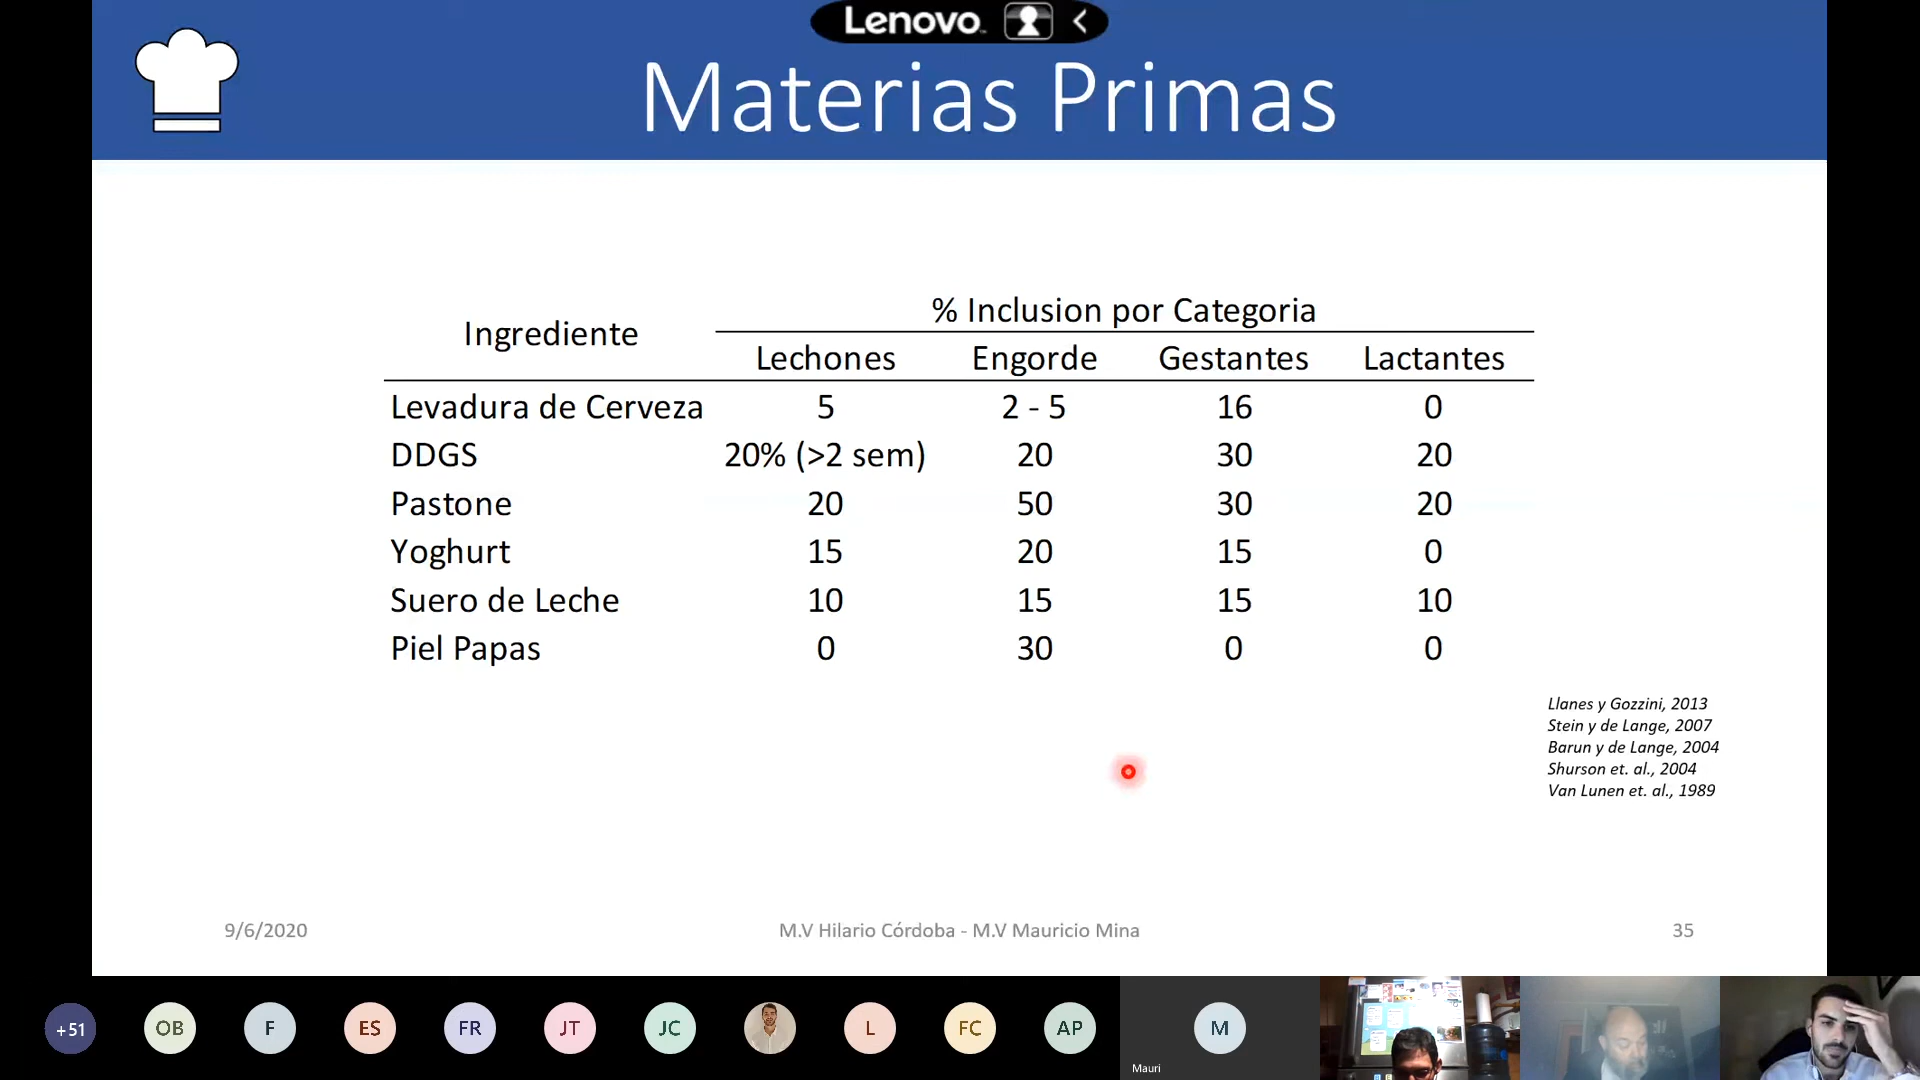 Lenovo
Materias Primas
Ingrediente
% Inclusion por Categoria
Lechones Engorde Gestantes Lactantes
Levadura de Cerveza 5 2 - 5 16 0
DDGS 20% (>2 sem) 20 30 20
Pastone 20 50 30 20
Yoghurt 15 20 15 0
Suero de Leche 10 15 15 10
Piel Papas 0 30 0 0
Llanes y Gozzini, 2013
Stein y de Lange, 2007
Barun y de Lange, 2004
Shurson et. al., 2004
Van Lunen et. al., 1989
9/6/2020 M.V Hilario Córdoba - M.V Mauricio Mina 35
+51 OB F ES FR JT JC L FC AP M
Mauri